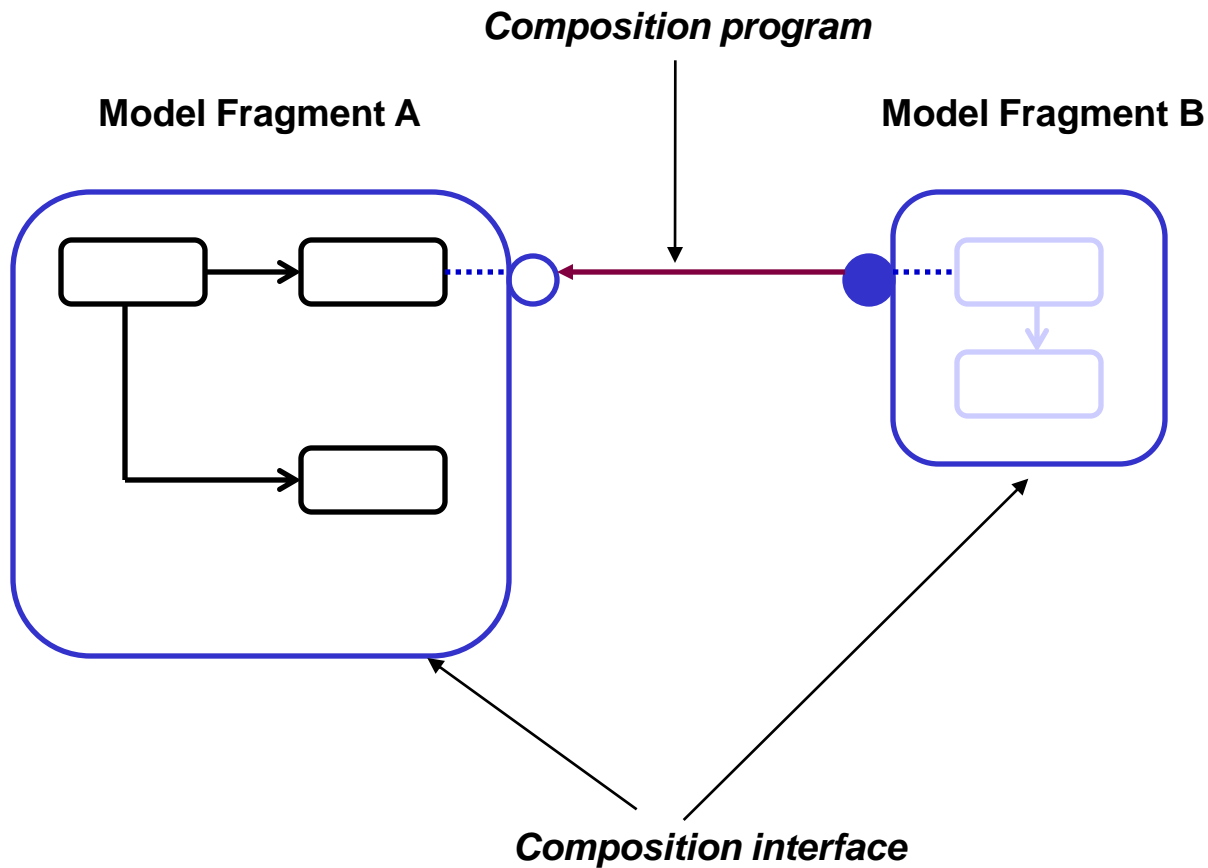 Composition program
Model Fragment A
Model Fragment B
Composition interface